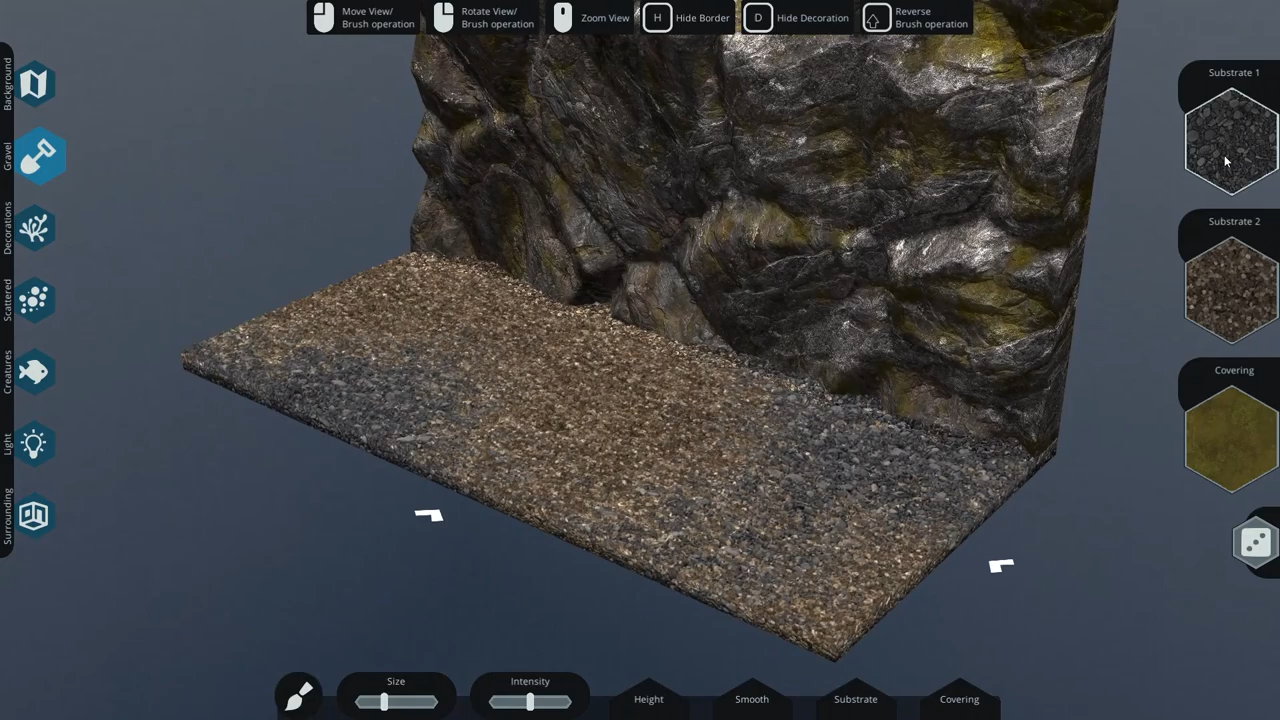 Move View/
Brush operation
Rotate View/
Brush operation
Zoom View
H
Hide Border
D
Hide Decoration
Reverse
Brush operation
Background
Gravel
Decorations
Scattered
Creatures
Light
Surrounding
Substrate 1
Substrate 2
Covering
Size
Intensity
Height
Smooth
Substrate
Covering